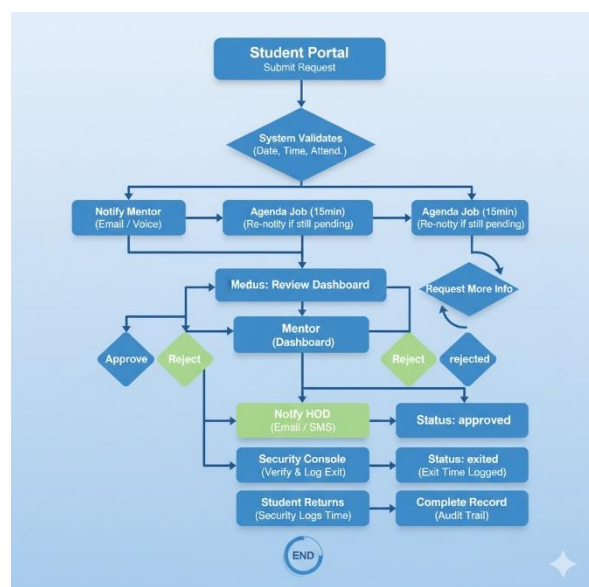 Student Portal
Submit Request
System Validates
(Date, Time, Attend.)
Notify Mentor
(Email / Voice)
Agenda Job (15min)
(Re-notity if still pending)
Agenda Job (15min)
(Re-notity if still pending)
Medus: Review Dashboard
Request More Info
Mentor
(Dashboard)
Approve
Reject
Reject
rejected
Notfy HOD
(Email / SMS)
Status: approved
Security Console
(Verify & Log Exit)
Status: exited
(Exit Time Logged)
Student Returns
(Security Logs Time)
Complete Record
(Audit Trail)
END